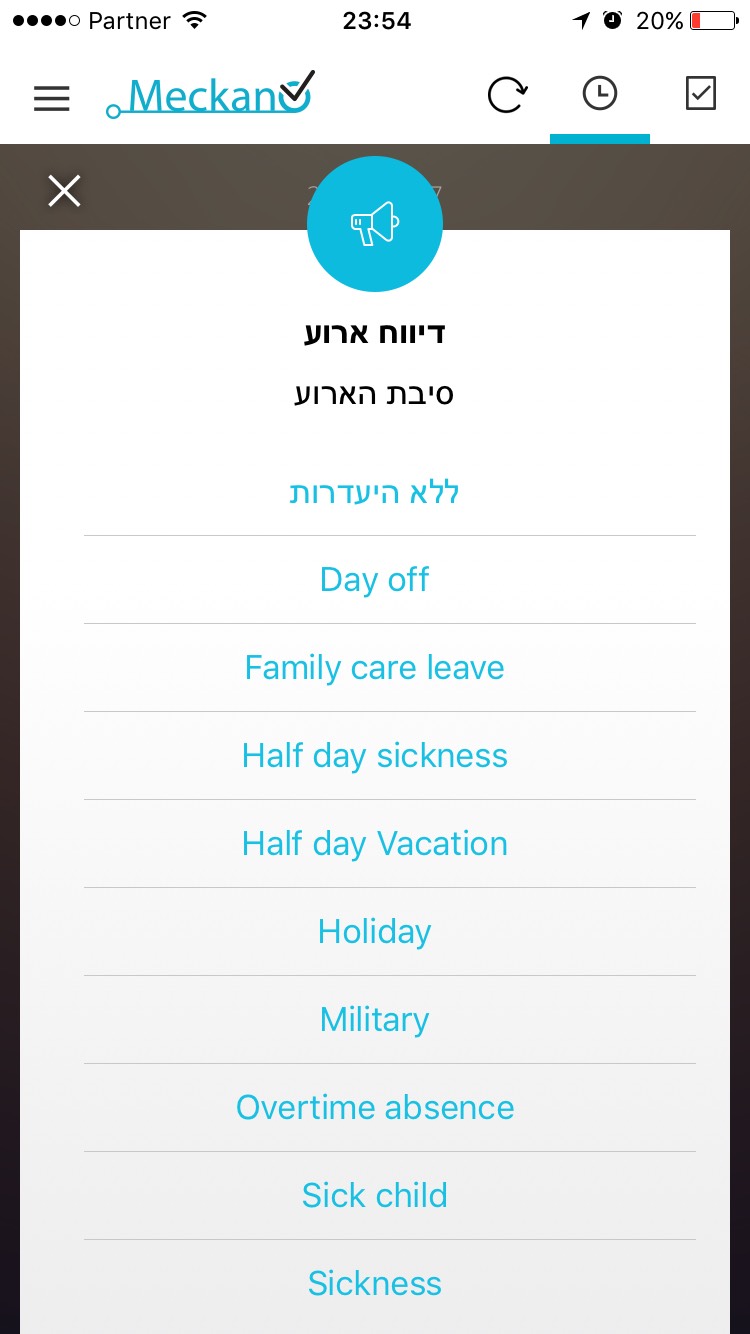 Partner
23:54
20%
Meckano
דיווח ארוע
סיבת הארוע
ללא היעדרות
Day off
Family care leave
Half day sickness
Half day Vacation
Holiday
Military
Overtime absence
Sick child
Sickness